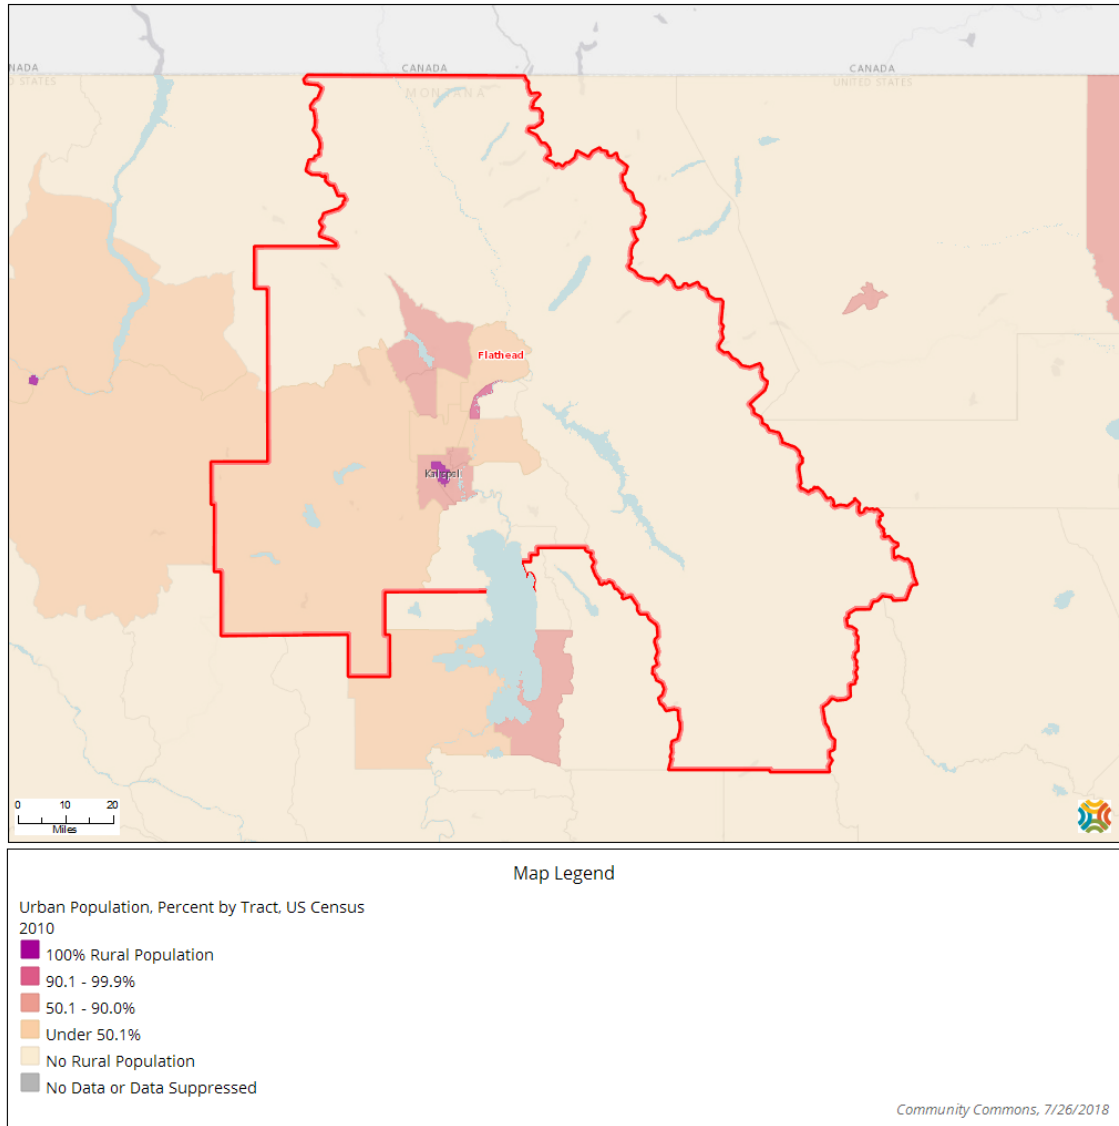 NADA
CANADA
CANADA
D STATES
MONTANA
UNITED STATES
Flathead
Kalispell
0 10 20
Miles
Map Legend
Urban Population, Percent by Tract, US Census
2010
100% Rural Population
90.1 - 99.9%
50.1 - 90.0%
Under 50.1%
No Rural Population
No Data or Data Suppressed
Community Commons, 7/26/2018